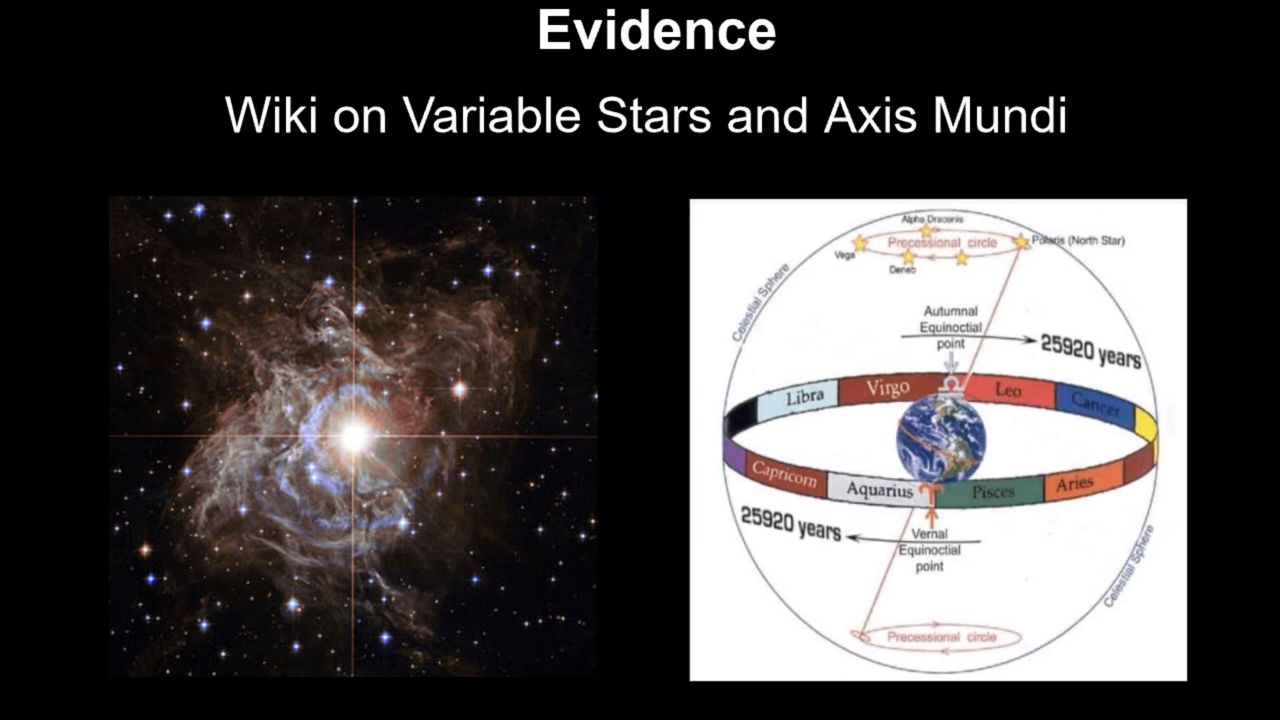 Evidence
Wiki on Variable Stars and Axis Mundi
Alpha Draconis
Precessional circle
Polaris (North Star)
Vega
Deneb
Celestial Sphere
Autumnal
Equinoctial
point
25920 years
Libra
Virgo
Leo
Cancer
Capricorn
Aquarius
Pisces
Aries
25920 years
Vernal
Equinoctial
point
Celestial Sphere
Precessional circle